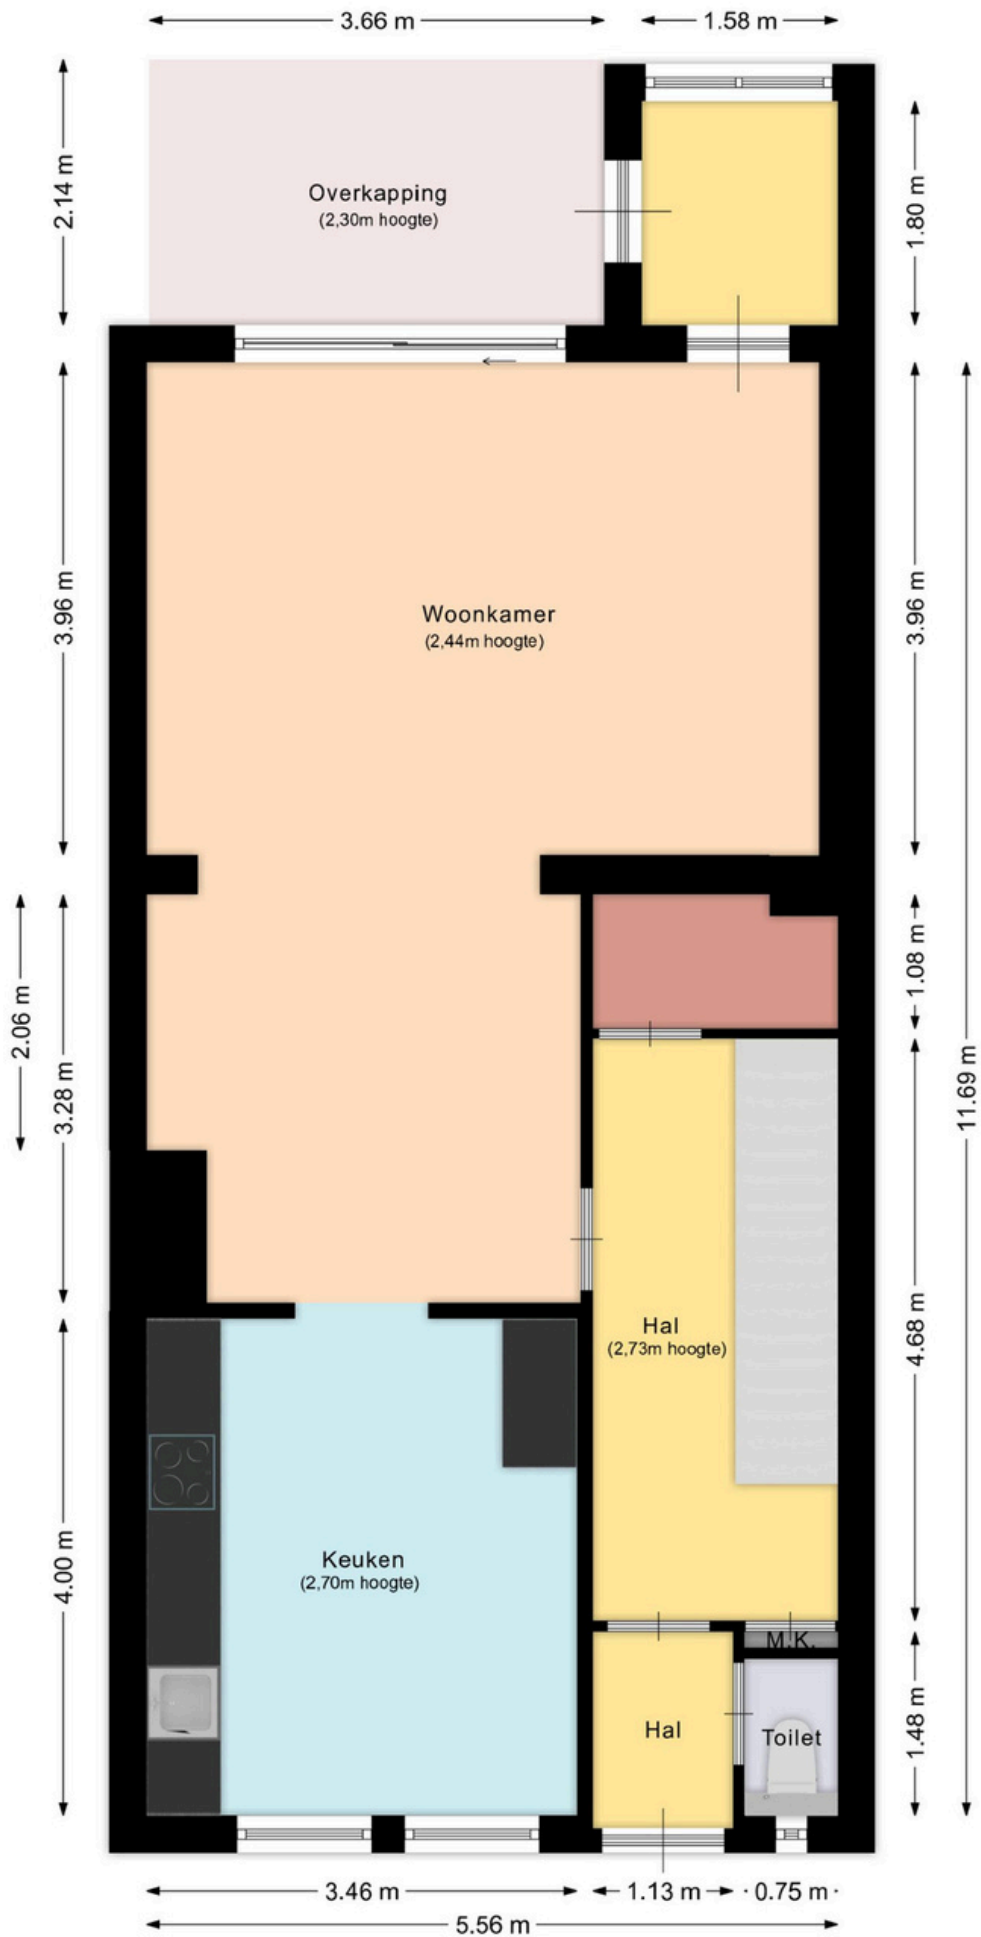 3.66 m
1.58 m
2.14 m
Overkapping
(2,30m hoogte)
1.80 m
3.96 m
Woonkamer
(2,44m hoogte)
3.96 m
2.06 m
3.28 m
1.08 m
11.69 m
4.68 m
Hal
(2,73m hoogte)
4.00 m
Keuken
(2,70m hoogte)
M.K.
Hal
Toilet
1.48 m
3.46 m
1.13 m
0.75 m
5.56 m